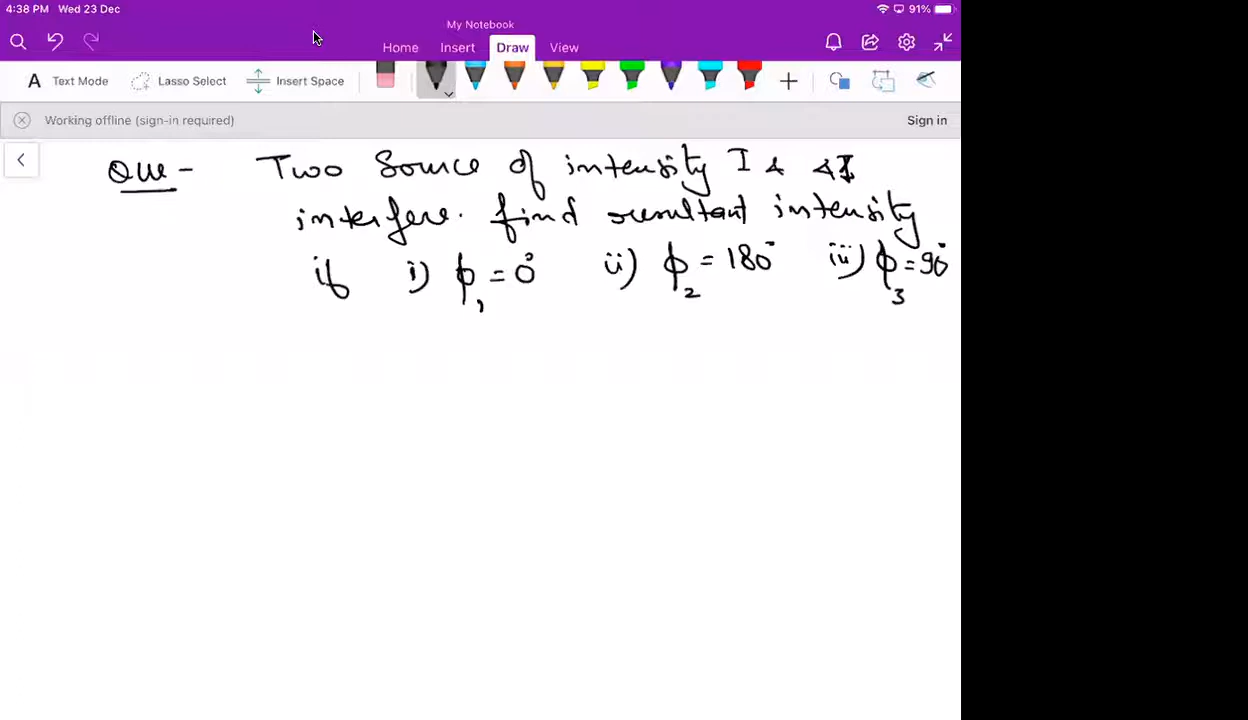 4:38 PM Wed 23 Dec
91%
My Notebook
Home Insert Draw View
A Text Mode Lasso Select Insert Space
Working offline (sign-in required) Sign in
Que - Two Source of intensity I & 4I
interfere. find resultant intensity
if i) ϕ₁ = 0° ii) ϕ₂ = 180° iii) ϕ₃ = 90°